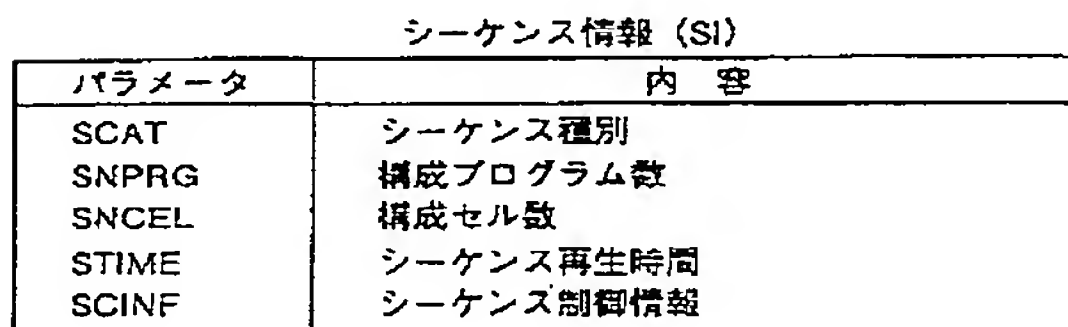 シーケンス情報 (SI)
パラメータ 内 容
SCAT シーケンス種別
SNPRG 構成プログラム数
SNCEL 構成セル数
STIME シーケンス再生時間
SCINF シーケンス制御情報